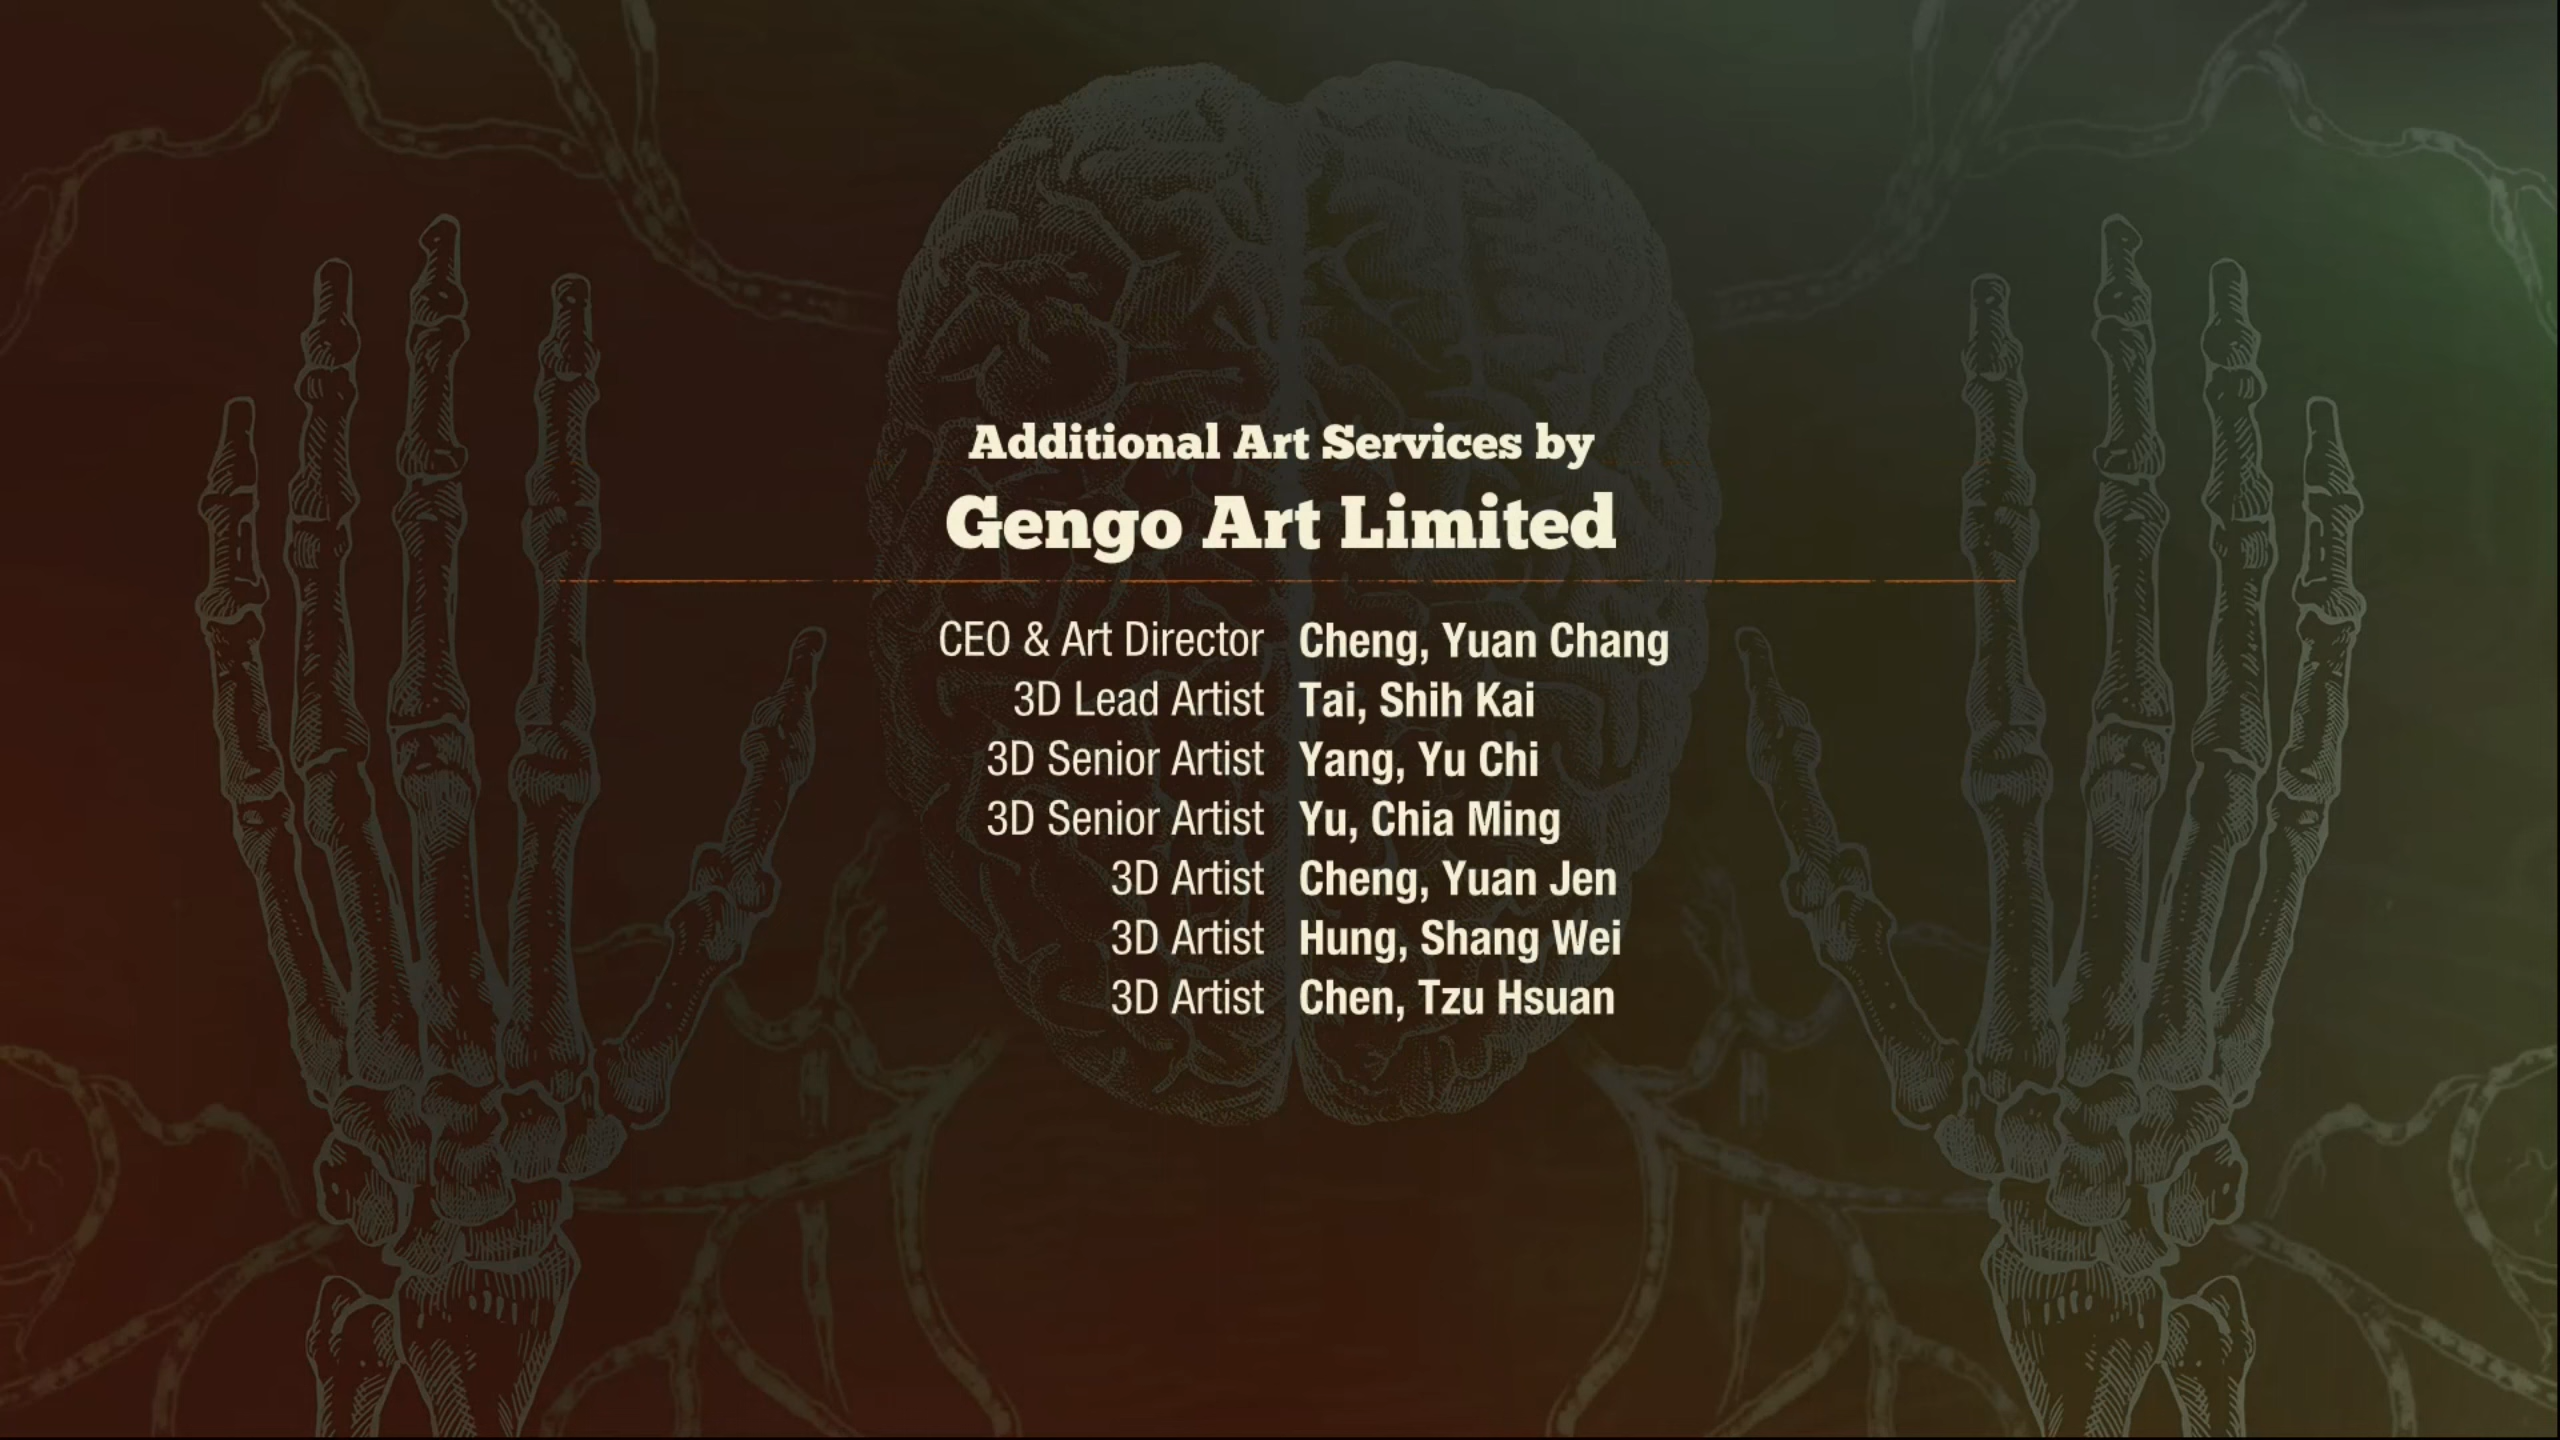 Additional Art Services by
Gengo Art Limited
CEO & Art Director Cheng, Yuan Chang
3D Lead Artist Tai, Shih Kai
3D Senior Artist Yang, Yu Chi
3D Senior Artist Yu, Chia Ming
3D Artist Cheng, Yuan Jen
3D Artist Hung, Shang Wei
3D Artist Chen, Tzu Hsuan